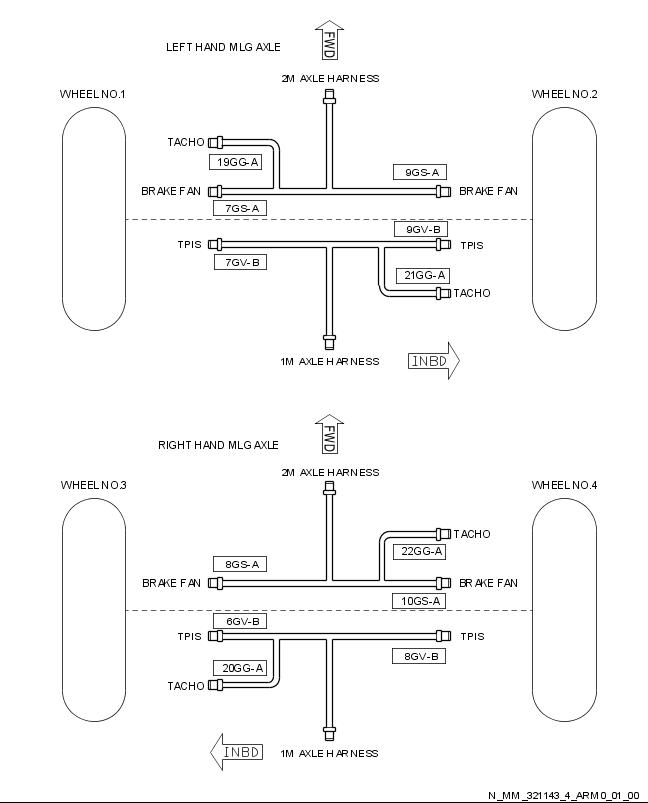 FWD
LEFT HAND MLG AXLE
2M AXLE HARNESS
WHEEL NO.1
WHEEL NO.2
TACHO
19GG-A
9GS-A
BRAKE FAN
BRAKE FAN
7GS-A
9GV-B
TPIS
TPIS
7GV-B
21GG-A
TACHO
1M AXLE HARNESS
INBD
FWD
RIGHT HAND MLG AXLE
2M AXLE HARNESS
WHEEL NO.3
WHEEL NO.4
TACHO
22GG-A
8GS-A
BRAKE FAN
BRAKE FAN
10GS-A
6GV-B
TPIS
TPIS
8GV-B
20GG-A
TACHO
INBD
1M AXLE HARNESS
N_MM_321143_4_ARM0_01_00